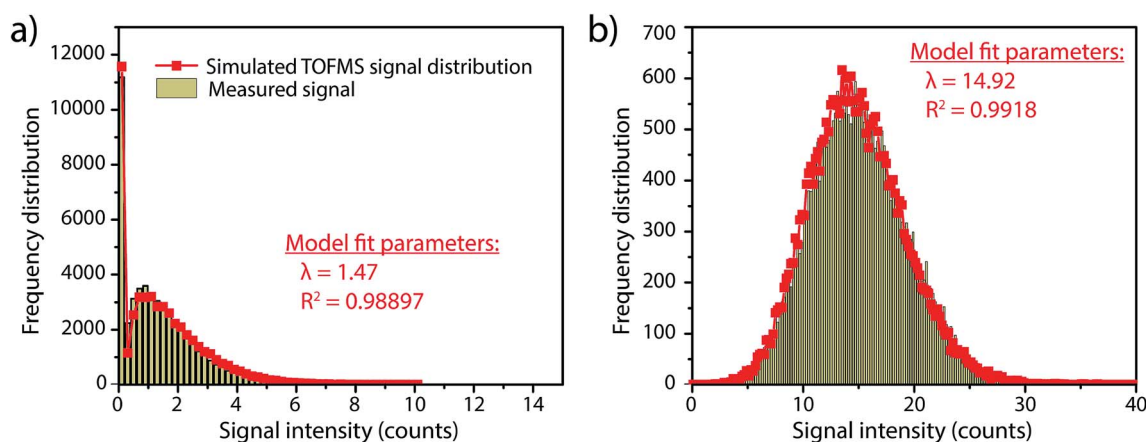 a)
Frequency distribution
12000
10000
8000
6000
4000
2000
0
Simulated TOFMS signal distribution
Measured signal
Model fit parameters:
λ = 1.47
R² = 0.98897
0 2 4 6 8 10 12 14
Signal intensity (counts)
b)
Frequency distribution
700
600
500
400
300
200
100
0
Model fit parameters:
λ = 14.92
R² = 0.9918
0 10 20 30 40
Signal intensity (counts)